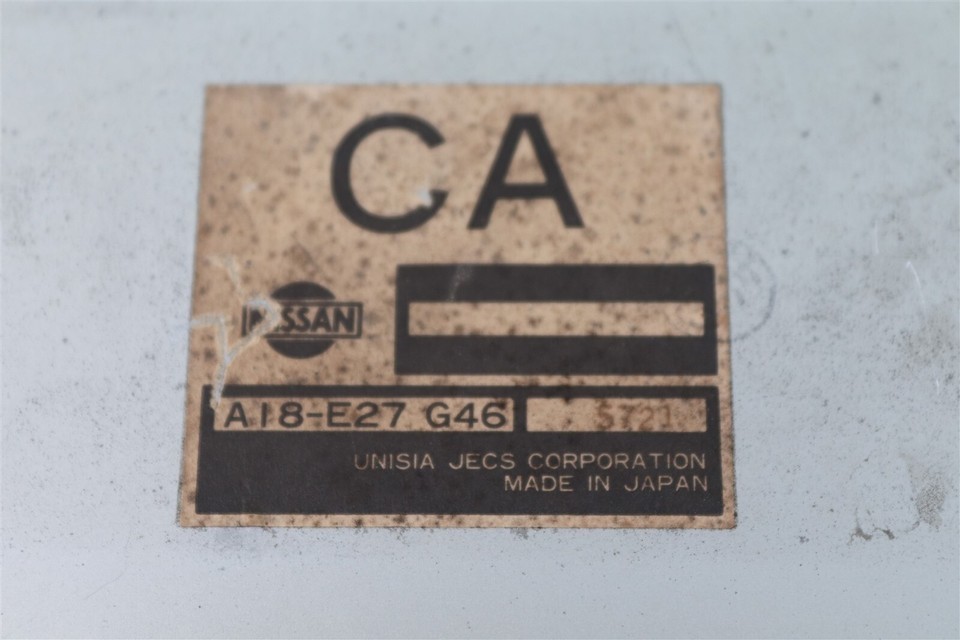 CA
NISSAN
A18-E27 G46
UNISIA JECS CORPORATION
MADE IN JAPAN